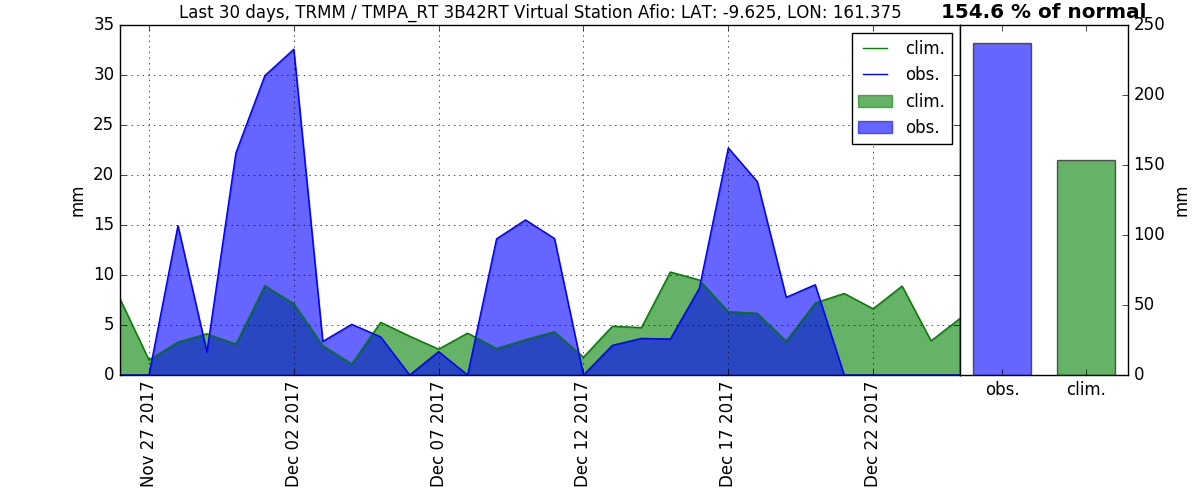 Last 30 days, TRMM / TMPA_RT 3B42RT Virtual Station Afio: LAT: -9.625, LON: 161.375
154.6 % of normal
35
30
25
20
15
10
5
0
mm
clim.
obs.
clim.
obs.
250
200
150
100
50
0
mm
obs.
clim.
Nov 27 2017
Dec 02 2017
Dec 07 2017
Dec 12 2017
Dec 17 2017
Dec 22 2017